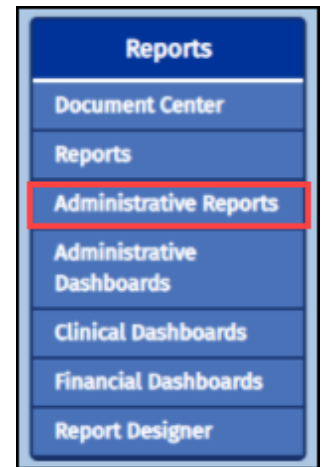 Reports
Document Center
Reports
Administrative Reports
Administrative
Dashboards
Clinical Dashboards
Financial Dashboards
Report Designer